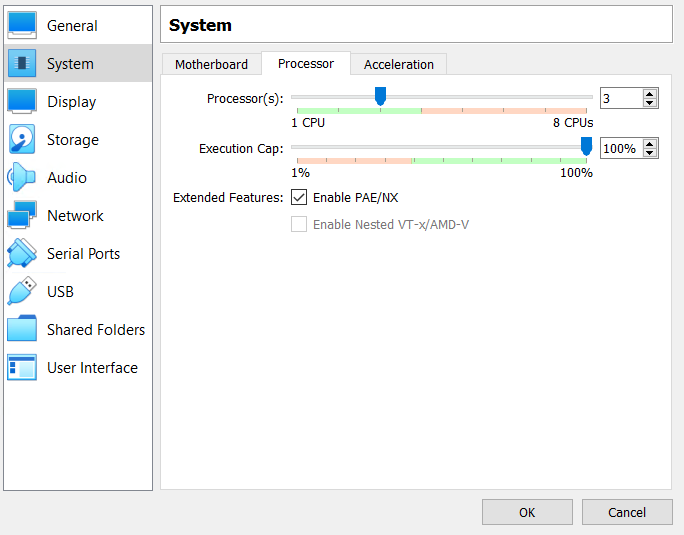 General
System
Display
Storage
Audio
Network
Serial Ports
USB
Shared Folders
User Interface
System
Motherboard Processor Acceleration
Processor(s): 3
1 CPU 8 CPUs
Execution Cap: 100%
1% 100%
Extended Features: Enable PAE/NX
Enable Nested VT-x/AMD-V
OK Cancel